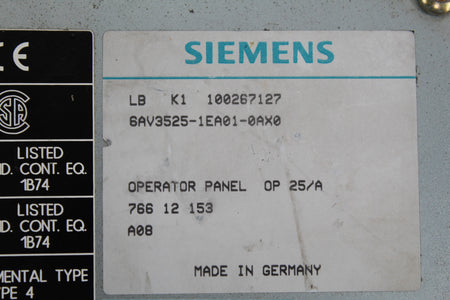 CE
SIEMENS
LB K1 100267127
6AV3525-1EA01-0AX0
OPERATOR PANEL OP 25/A
766 12 153
A08
MADE IN GERMANY
LISTED
D. CONT. EQ.
1B74
LISTED
D. CONT. EQ.
1B74
MENTAL TYPE
PE 4